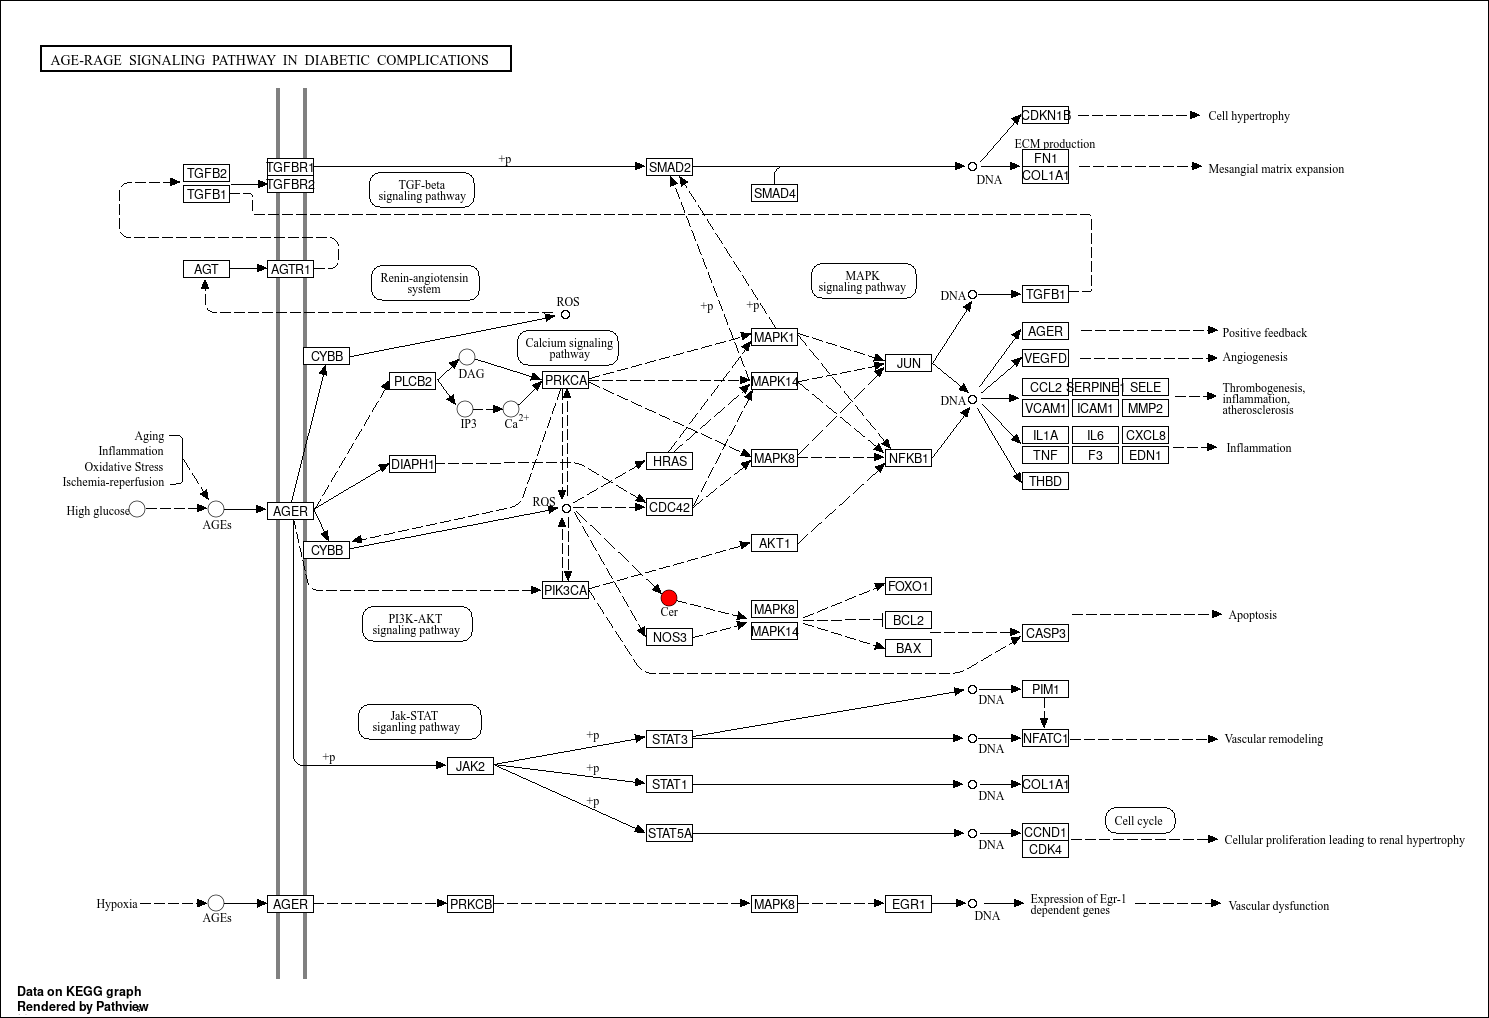 AGE-RAGE SIGNALING PATHWAY IN DIABETIC COMPLICATIONS
CDKN1B
Cell hypertrophy
ECM production
+p
TGFBR1
SMAD2
FN1
TGFB2
DNA
COL1A1
Mesangial matrix expansion
TGFBR2
TGF-beta
signaling pathway
TGFB1
SMAD4
AGT
AGTR1
Renin-angiotensin
system
MAPK
signaling pathway
DNA
TGFB1
ROS
+p
+p
AGER
Positive feedback
MAPK1
Calcium signaling
pathway
CYBB
JUN
VEGFD
Angiogenesis
DAG
PLCB2
PRKCA
MAPK14
CCL2
SERPINE1
SELE
Thrombogenesis,
inflammation,
atherosclerosis
DNA
VCAM1
ICAM1
MMP2
IP3
Ca2+
Aging
Inflammation
Oxidative Stress
Ischemia-reperfusion
IL1A
IL6
CXCL8
Inflammation
TNF
F3
EDN1
DIAPH1
HRAS
MAPK8
NFKB1
THBD
High glucose
AGEs
AGER
ROS
CDC42
CYBB
AKT1
PIK3CA
Cer
FOXO1
MAPK8
MAPK14
BCL2
Apoptosis
PI3K-AKT
signaling pathway
NOS3
CASP3
BAX
PIM1
DNA
Jak-STAT
siganling pathway
STAT3
NFATC1
Vascular remodeling
DNA
+p
+p
+p
+p
JAK2
STAT1
COL1A1
DNA
STAT5A
CCND1
CDK4
DNA
Cell cycle
Cellular proliferation leading to renal hypertrophy
Hypoxia
AGEs
AGER
PRKCB
MAPK8
EGR1
DNA
Expression of Egr-1
dependent genes
Vascular dysfunction
Data on KEGG graph
Rendered by Pathview